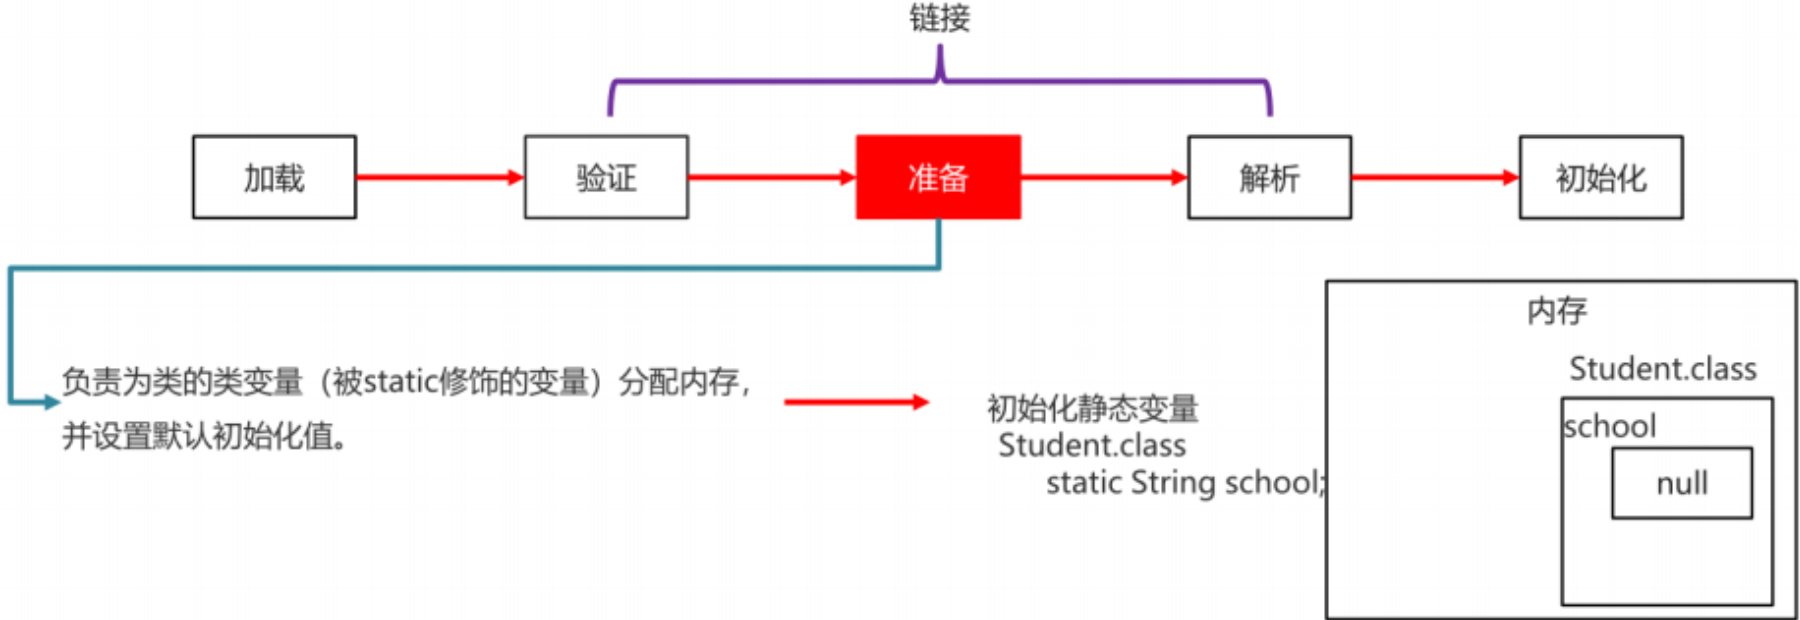 链接
加载
验证
准备
解析
初始化
负责为类的类变量（被static修饰的变量）分配内存，
并设置默认初始化值。
初始化静态变量
Student.class
static String school;
内存
Student.class
school
null